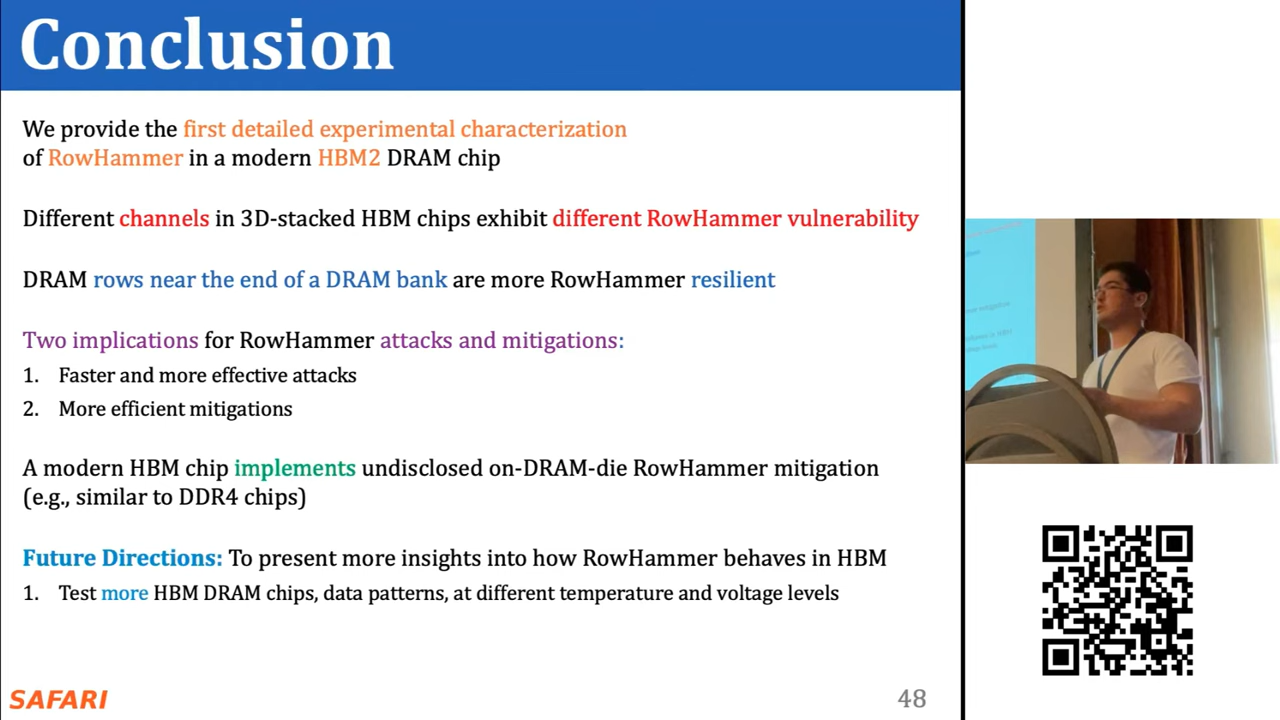 Conclusion
We provide the first detailed experimental characterization
of RowHammer in a modern HBM2 DRAM chip
Different channels in 3D-stacked HBM chips exhibit different RowHammer vulnerability
DRAM rows near the end of a DRAM bank are more RowHammer resilient
Two implications for RowHammer attacks and mitigations:
1. Faster and more effective attacks
2. More efficient mitigations
A modern HBM chip implements undisclosed on-DRAM-die RowHammer mitigation
(e.g., similar to DDR4 chips)
Future Directions: To present more insights into how RowHammer behaves in HBM
1. Test more HBM DRAM chips, data patterns, at different temperature and voltage levels
SAFARI
48